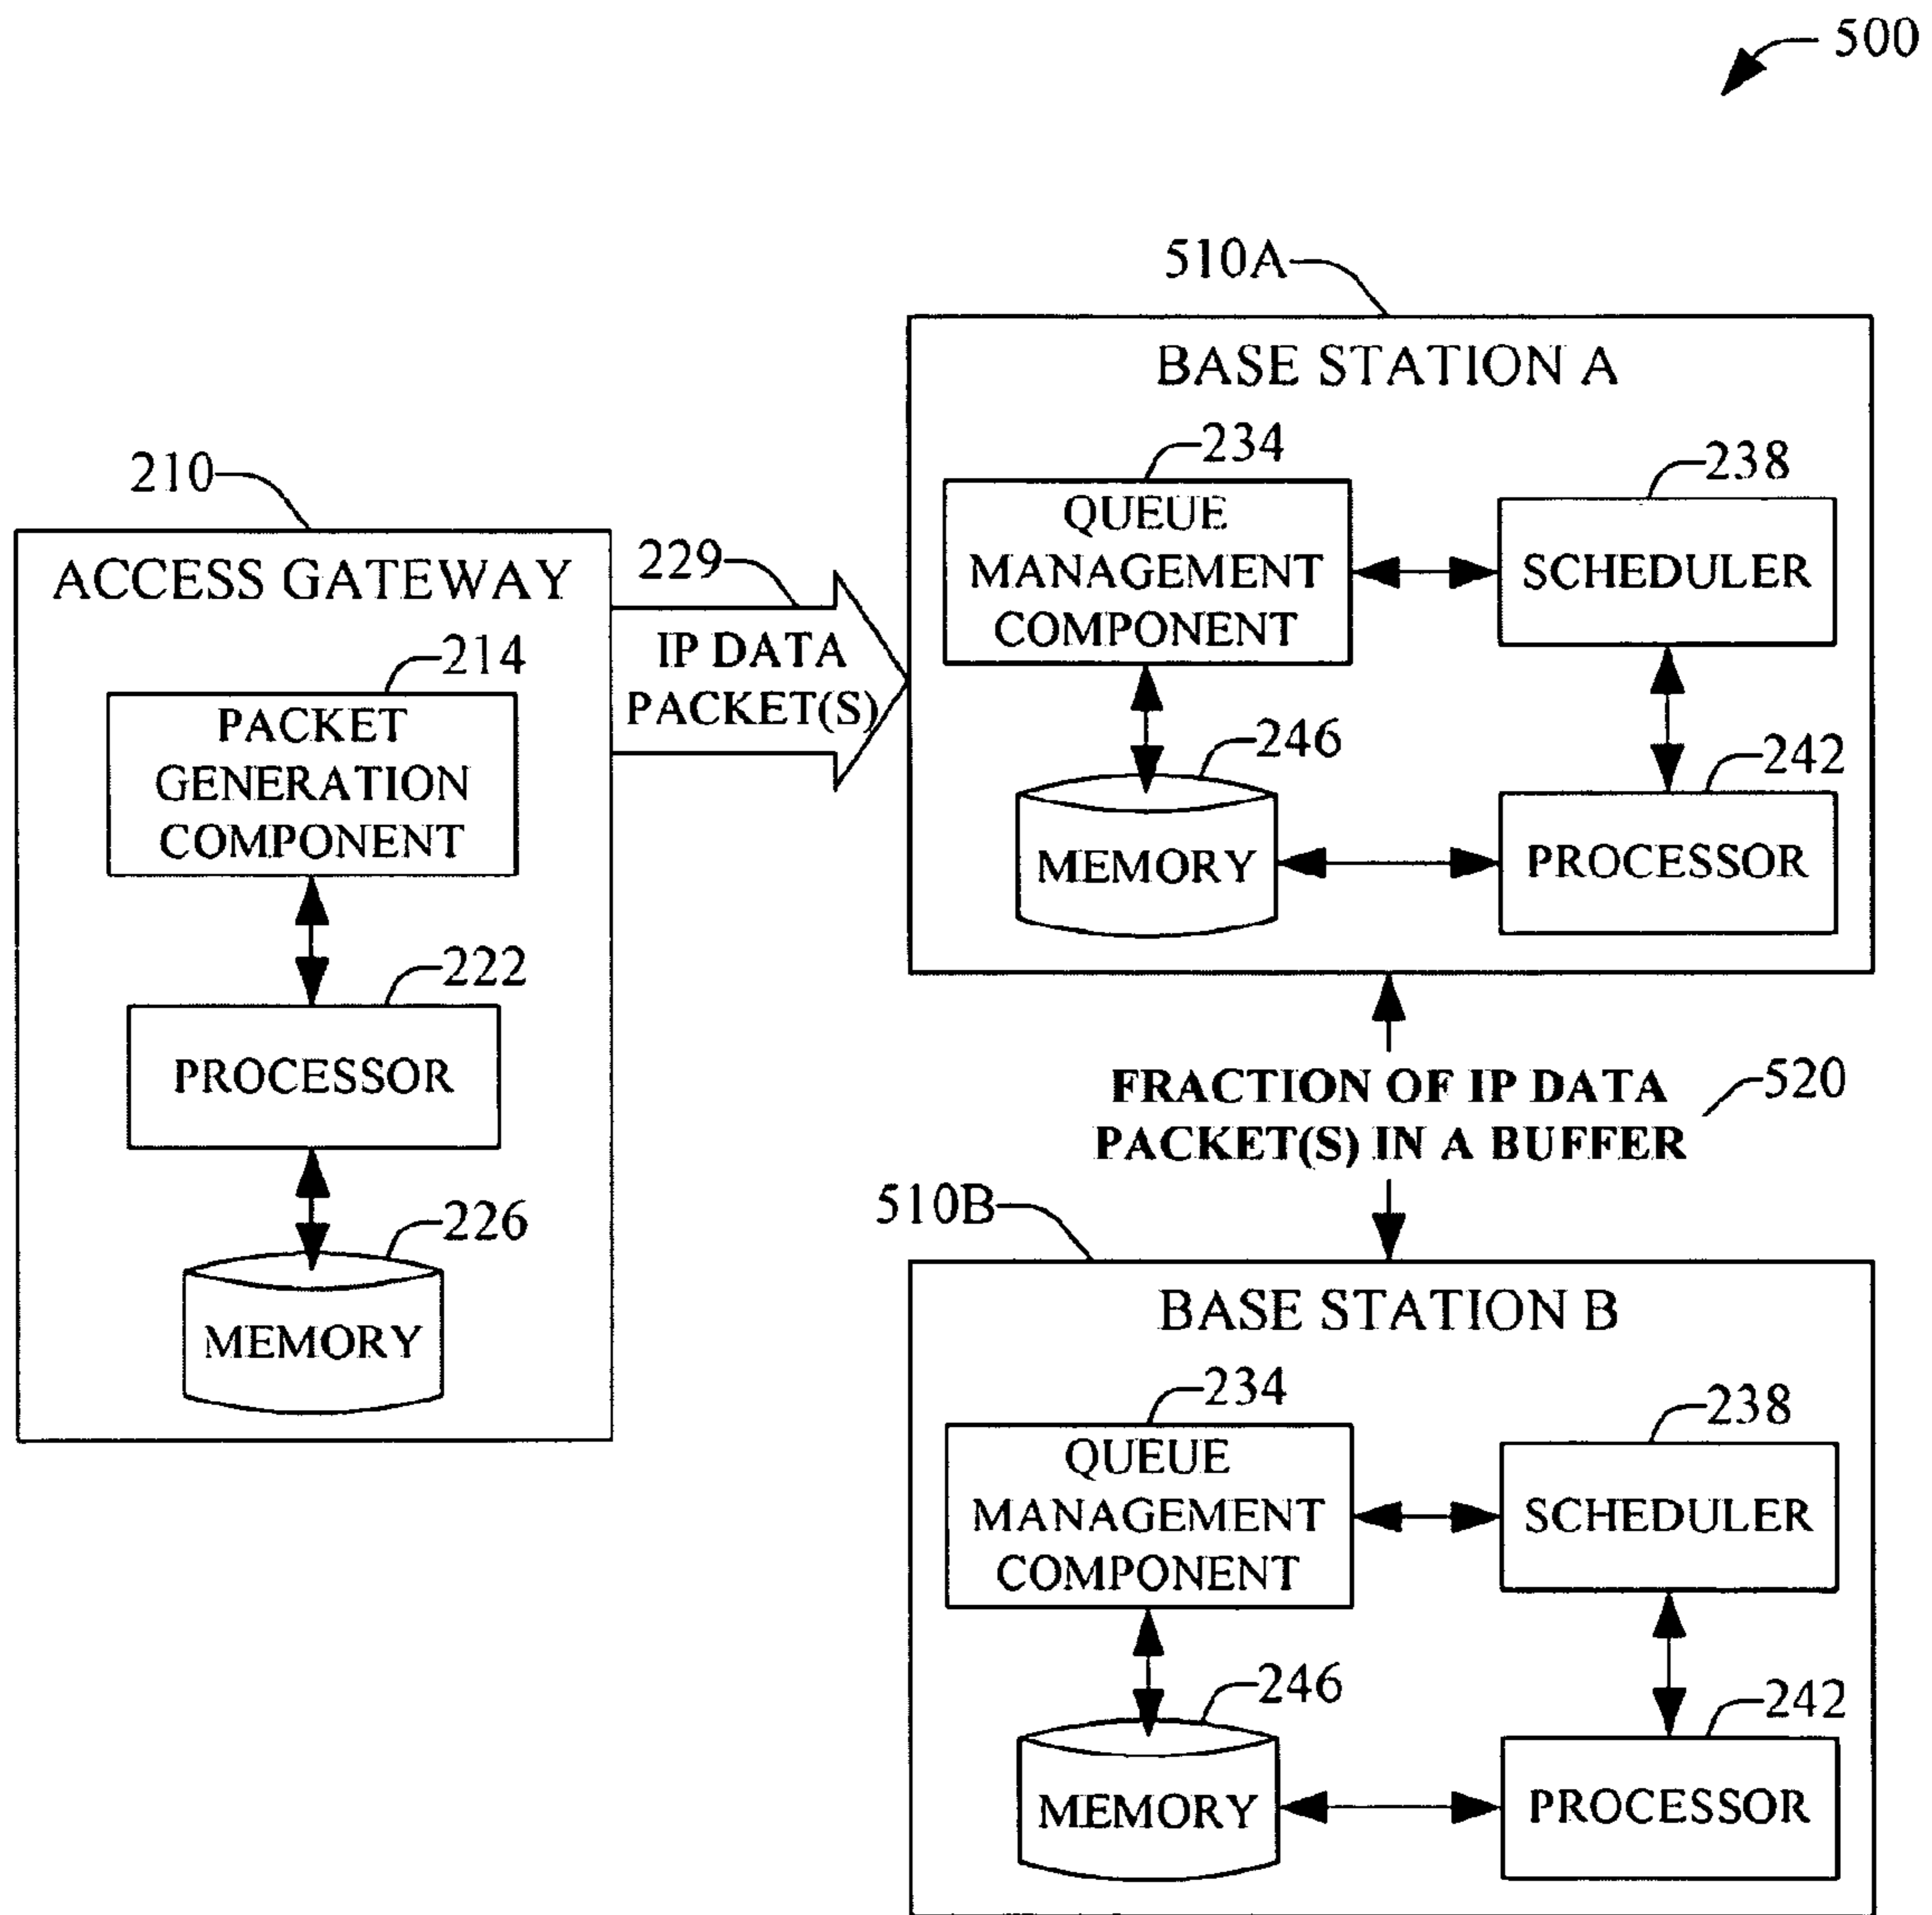 500
510A
BASE STATION A
234
238
QUEUE
MANAGEMENT
COMPONENT
SCHEDULER
246
242
MEMORY
PROCESSOR
210
ACCESS GATEWAY
229
IP DATA
PACKET(S)
214
PACKET
GENERATION
COMPONENT
222
PROCESSOR
226
MEMORY
FRACTION OF IP DATA
PACKET(S) IN A BUFFER
520
510B
BASE STATION B
234
238
QUEUE
MANAGEMENT
COMPONENT
SCHEDULER
246
242
MEMORY
PROCESSOR